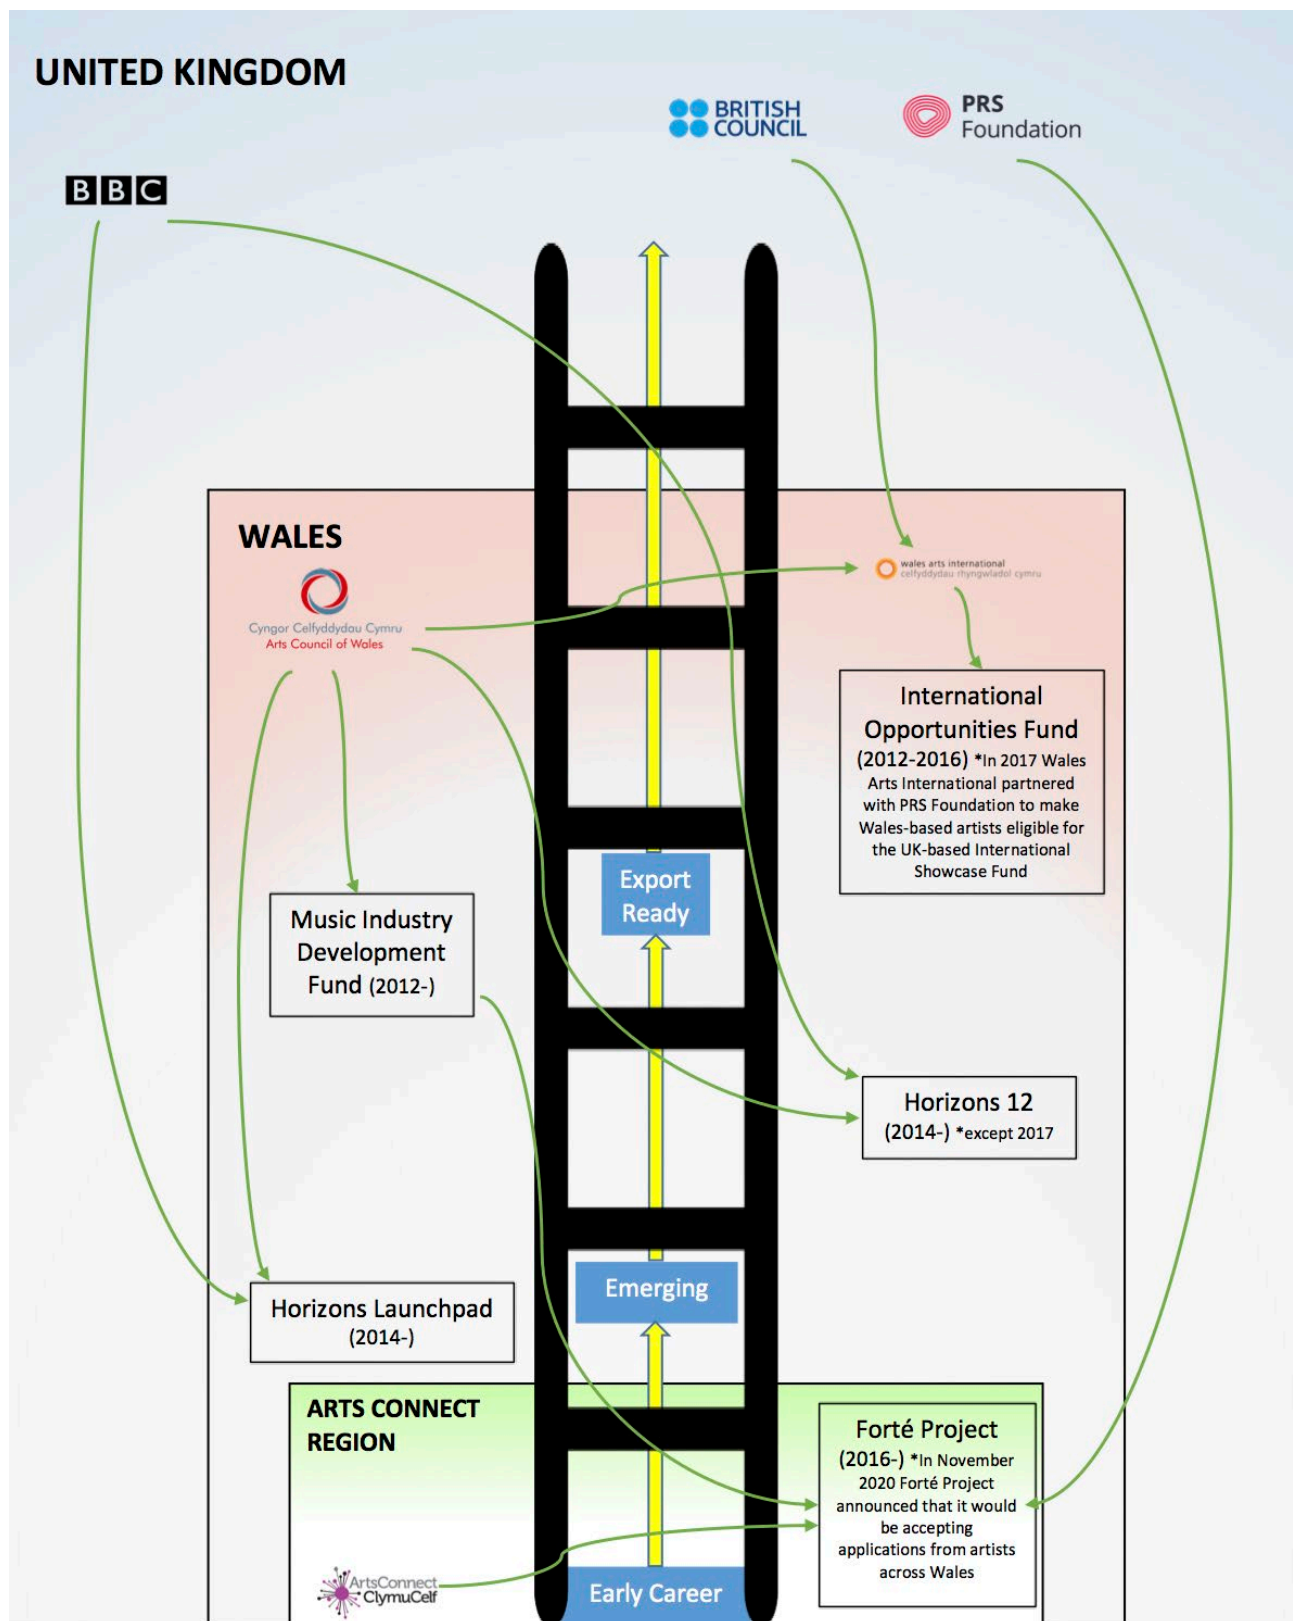 UNITED KINGDOM
BRITISH
COUNCIL
PRS
Foundation
BBC
WALES
Cyngor Celfyddydau Cymru
Arts Council of Wales
wales arts international
celfyddydau rhyngwladol cymru
International
Opportunities Fund
(2012-2016) *In 2017 Wales
Arts International partnered
with PRS Foundation to make
Wales-based artists eligible for
the UK-based International
Showcase Fund
Export
Ready
Music Industry
Development
Fund (2012-)
Horizons 12
(2014-) *except 2017
Emerging
Horizons Launchpad
(2014-)
ARTS CONNECT
REGION
Forté Project
(2016-) *In November
2020 Forté Project
announced that it would
be accepting
applications from artists
across Wales
ArtsConnect
ClymuCelf
Early Career